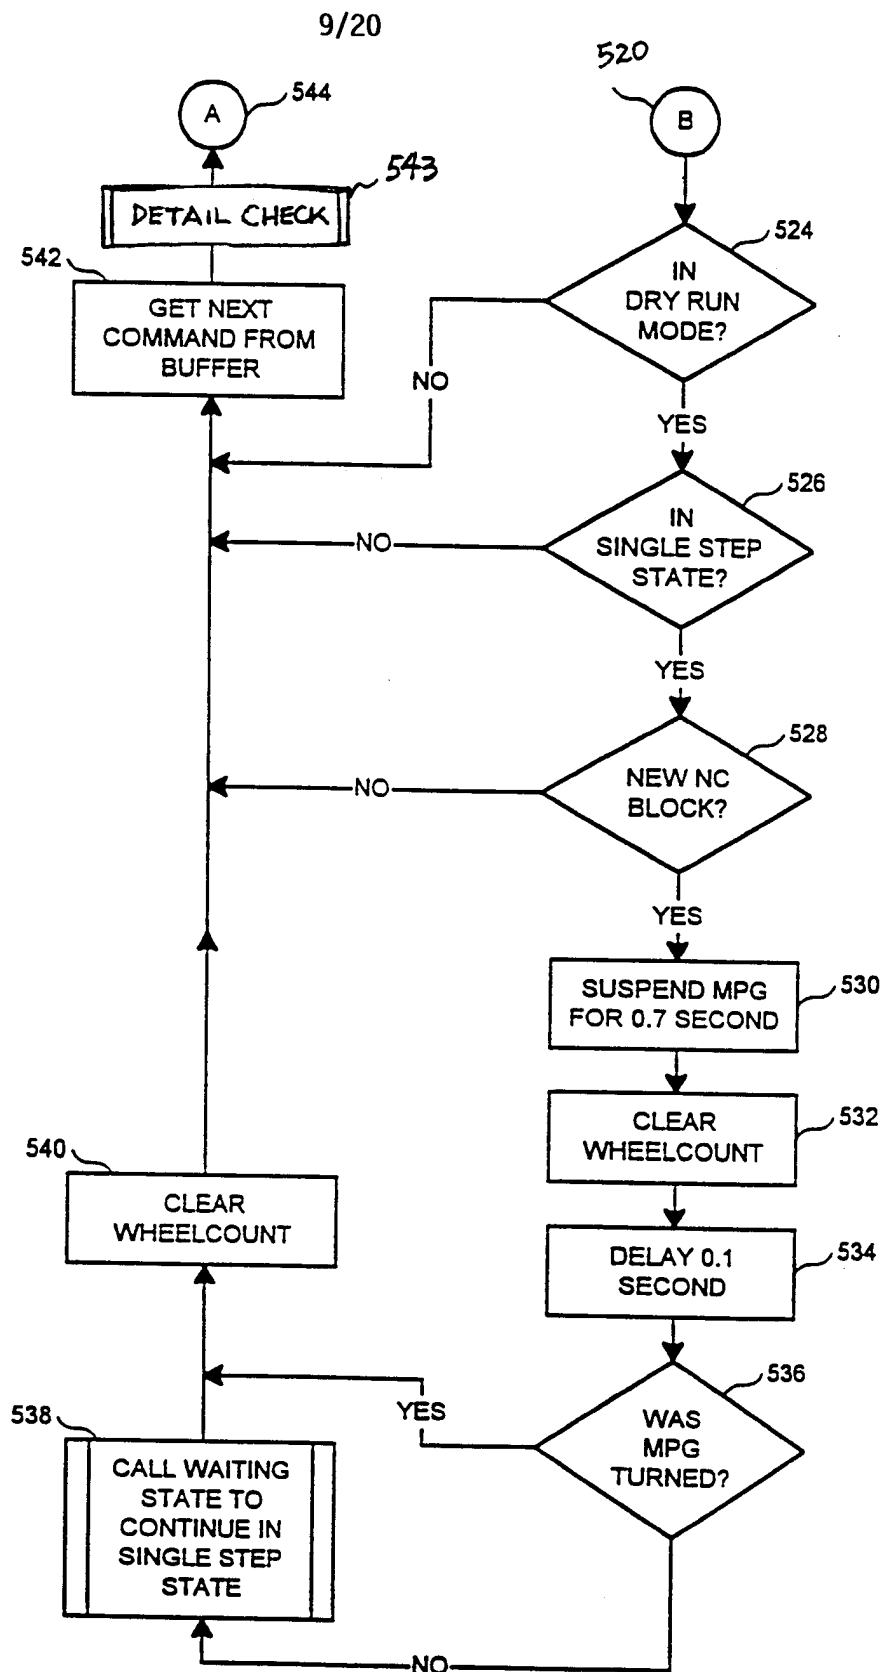 9/20
520
A
544
B
543
DETAIL CHECK
524
542
IN
DRY RUN
MODE?
GET NEXT
COMMAND FROM
BUFFER
NO
YES
526
IN
SINGLE STEP
STATE?
NO
YES
528
NEW NC
BLOCK?
NO
YES
SUSPEND MPG
FOR 0.7 SECOND
530
CLEAR
WHEELCOUNT
532
540
CLEAR
WHEELCOUNT
DELAY 0.1
SECOND
534
536
WAS
MPG
TURNED?
YES
538
CALL WAITING
STATE TO
CONTINUE IN
SINGLE STEP
STATE
NO